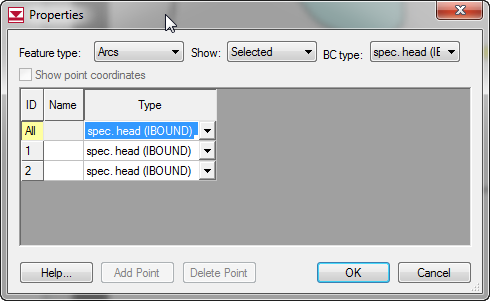 Properties
Feature type: Arcs Show: Selected BC type: spec. head (IE
Show point coordinates
ID Name Type
All spec. head (IBOUND)
1 spec. head (IBOUND)
2 spec. head (IBOUND)
Help... Add Point Delete Point OK Cancel